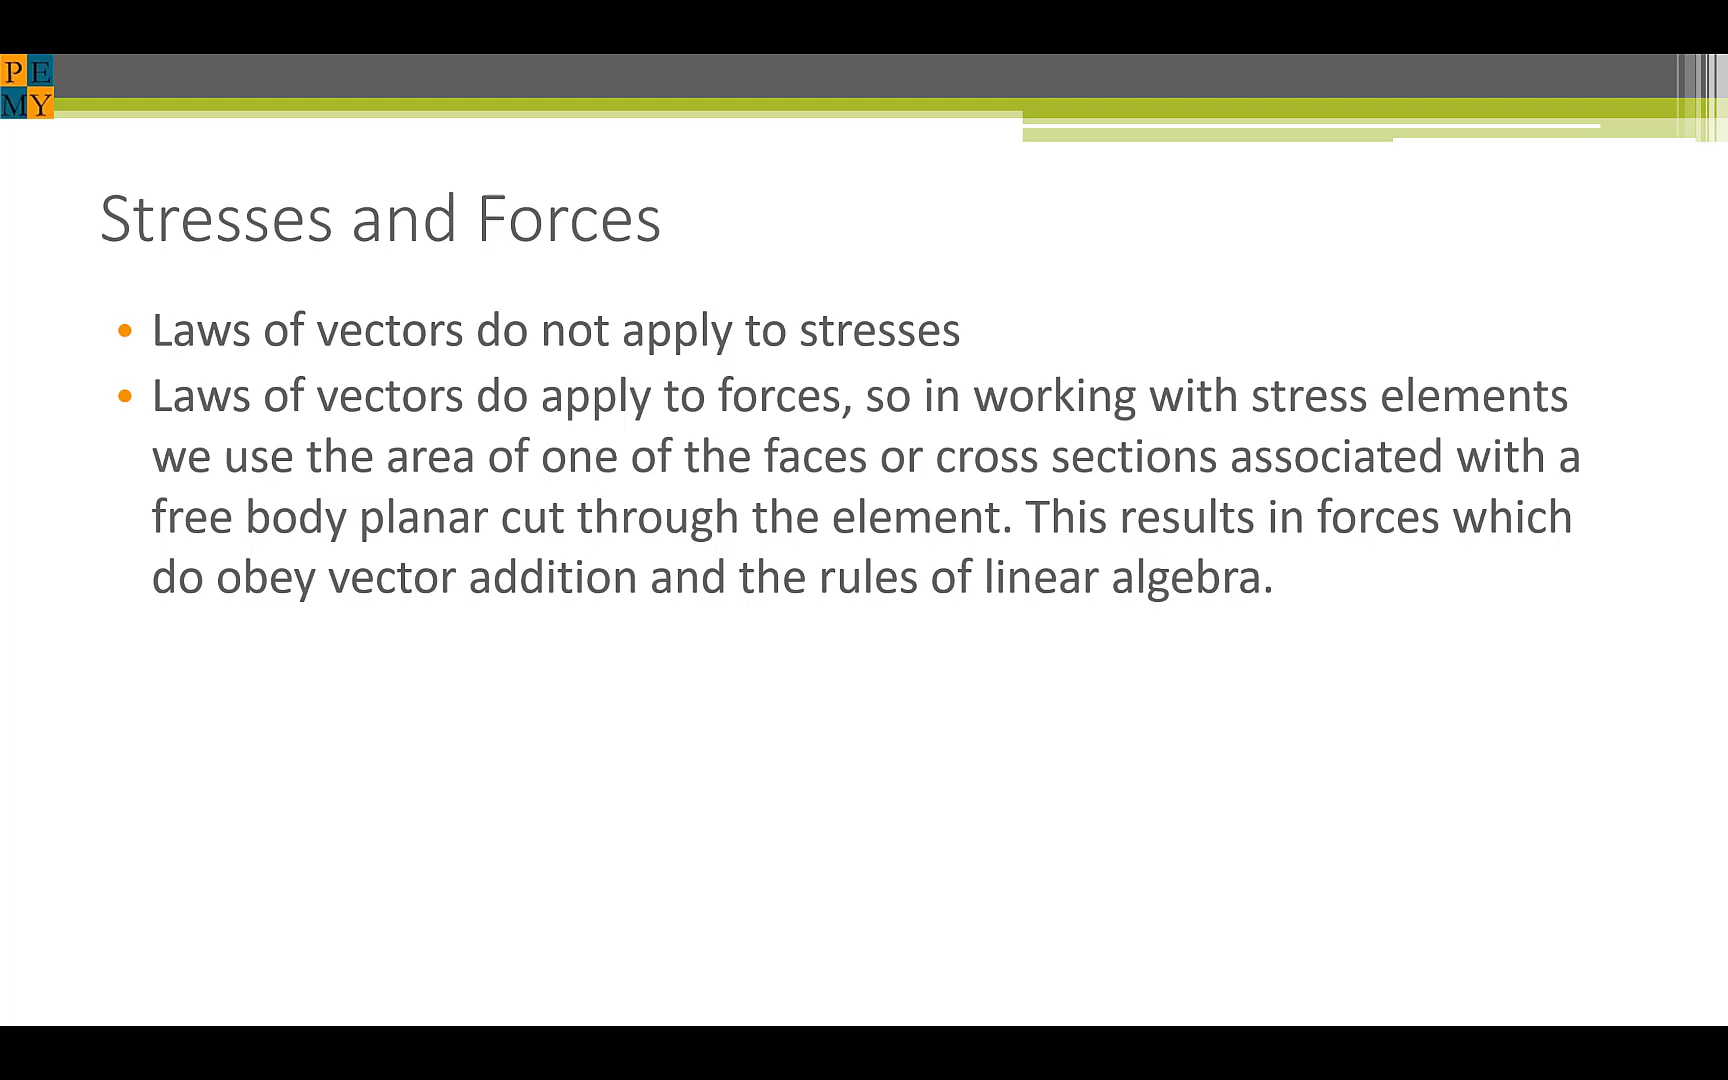 P E
M Y
Stresses and Forces
• Laws of vectors do not apply to stresses
• Laws of vectors do apply to forces, so in working with stress elements
we use the area of one of the faces or cross sections associated with a
free body planar cut through the element. This results in forces which
do obey vector addition and the rules of linear algebra.